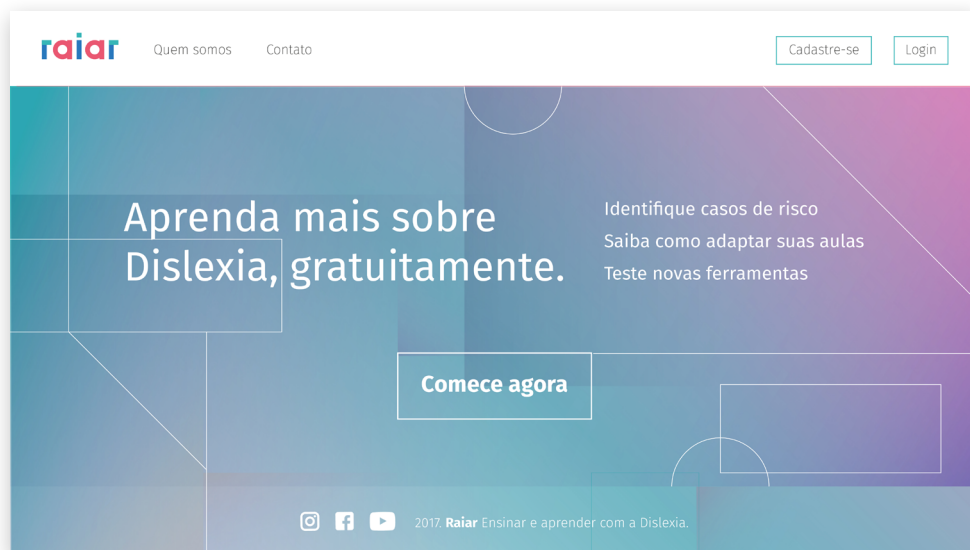 raiar
Quem somos
Contato
Cadastre-se
Login
Aprenda mais sobre
Dislexia, gratuitamente.
Identifique casos de risco
Saiba como adaptar suas aulas
Teste novas ferramentas
Comece agora
2017. Raiar Ensinar e aprender com a Dislexia.